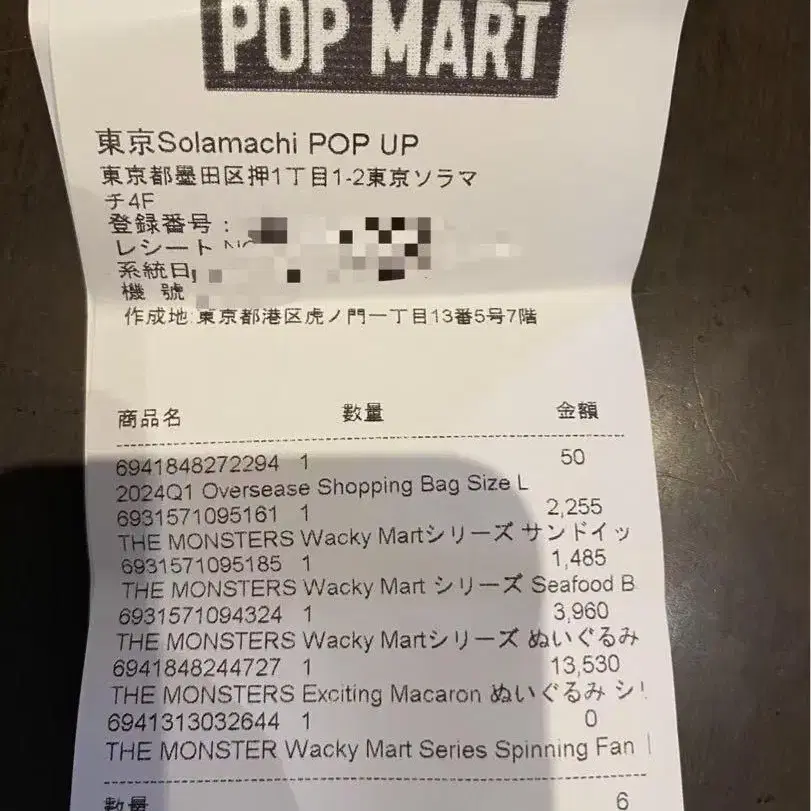 POP MART
東京Solamachi POP UP
東京都墨田区押1丁目1-2東京ソラマ
チ4F
登録番号:
レシート
系統日
機 號
作成地:東京都港区虎ノ門一丁目13番5号7階
商品名 数量 金額
6941848272294 1 50
2024Q1 Oversease Shopping Bag Size L
6931571095161 1 2,255
THE MONSTERS Wacky Martシリーズ サンドイッ
6931571095185 1 1,485
THE MONSTERS Wacky Mart シリーズ Seafood B
6931571094324 1 3,960
THE MONSTERS Wacky Martシリーズ ぬいぐるみ
6941848244727 1 13,530
THE MONSTERS Exciting Macaron ぬいぐるみ シリ
6941313032644 1 0
THE MONSTER Wacky Mart Series Spinning Fan
数量 6